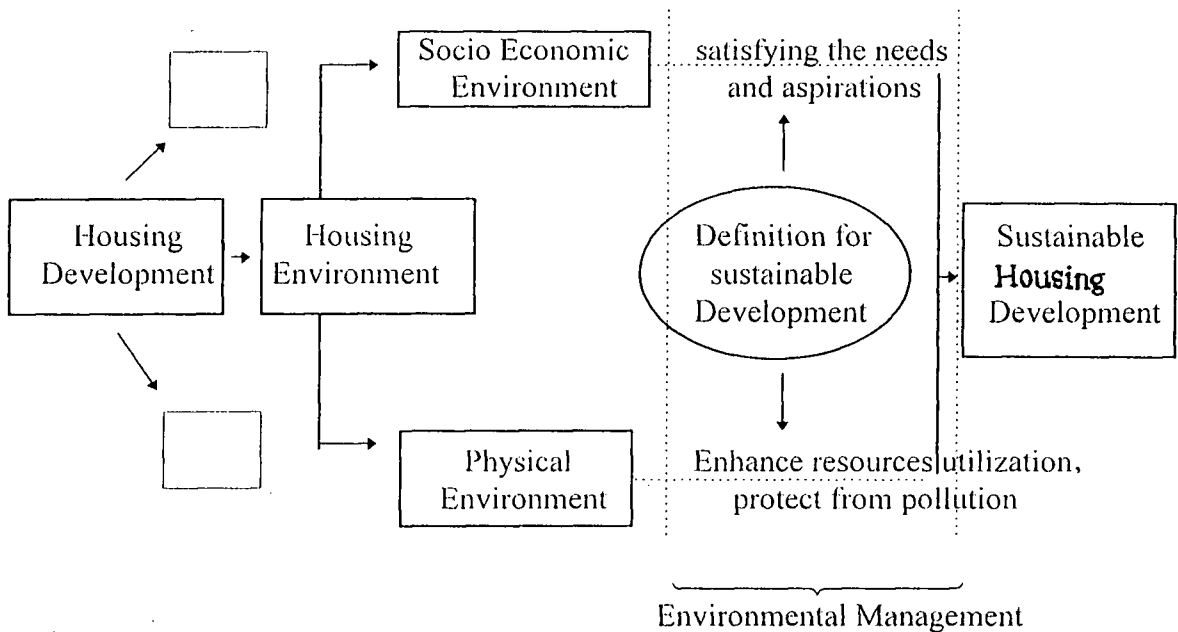 Socio Economic
Environment
satisfying the needs
and aspirations
Housing
Development
Housing
Environment
Definition for
sustainable
Development
Sustainable
Housing
Development
Physical
Environment
Enhance resources utilization,
protect from pollution
Environmental Management